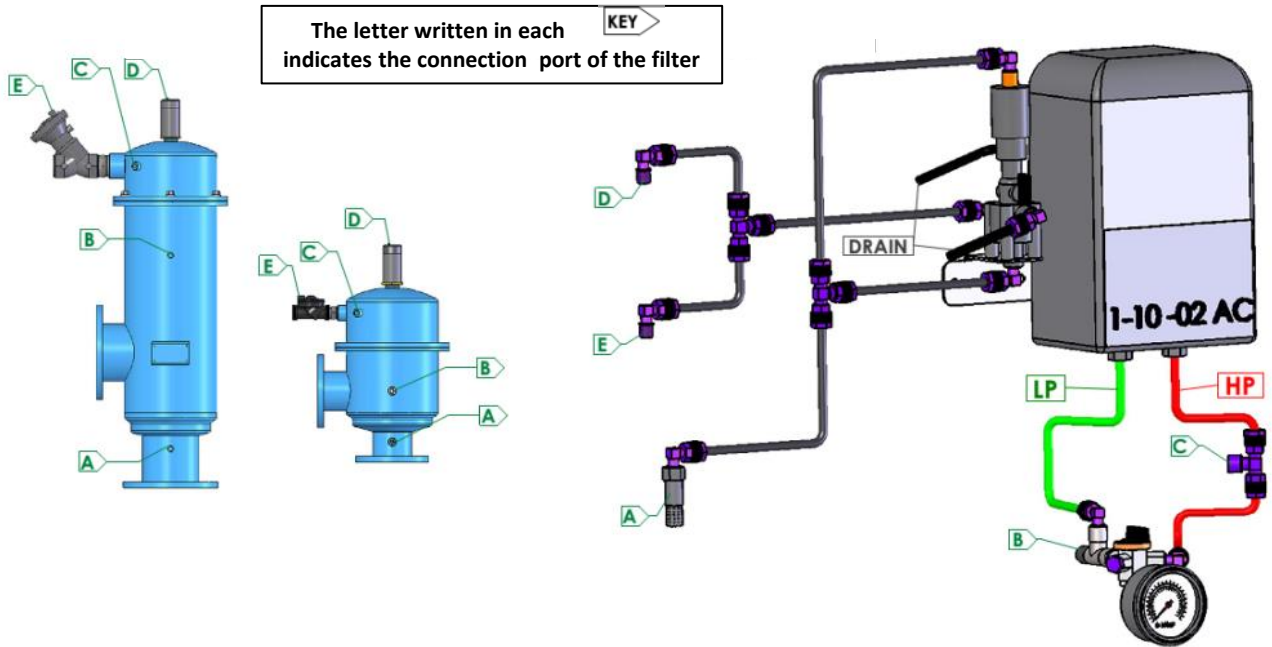 The letter written in each KEY
indicates the connection port of the filter
E
C
D
B
A
D
C
E
B
A
D
E
A
DRAIN
1-10-02 AC
LP
HP
C
B